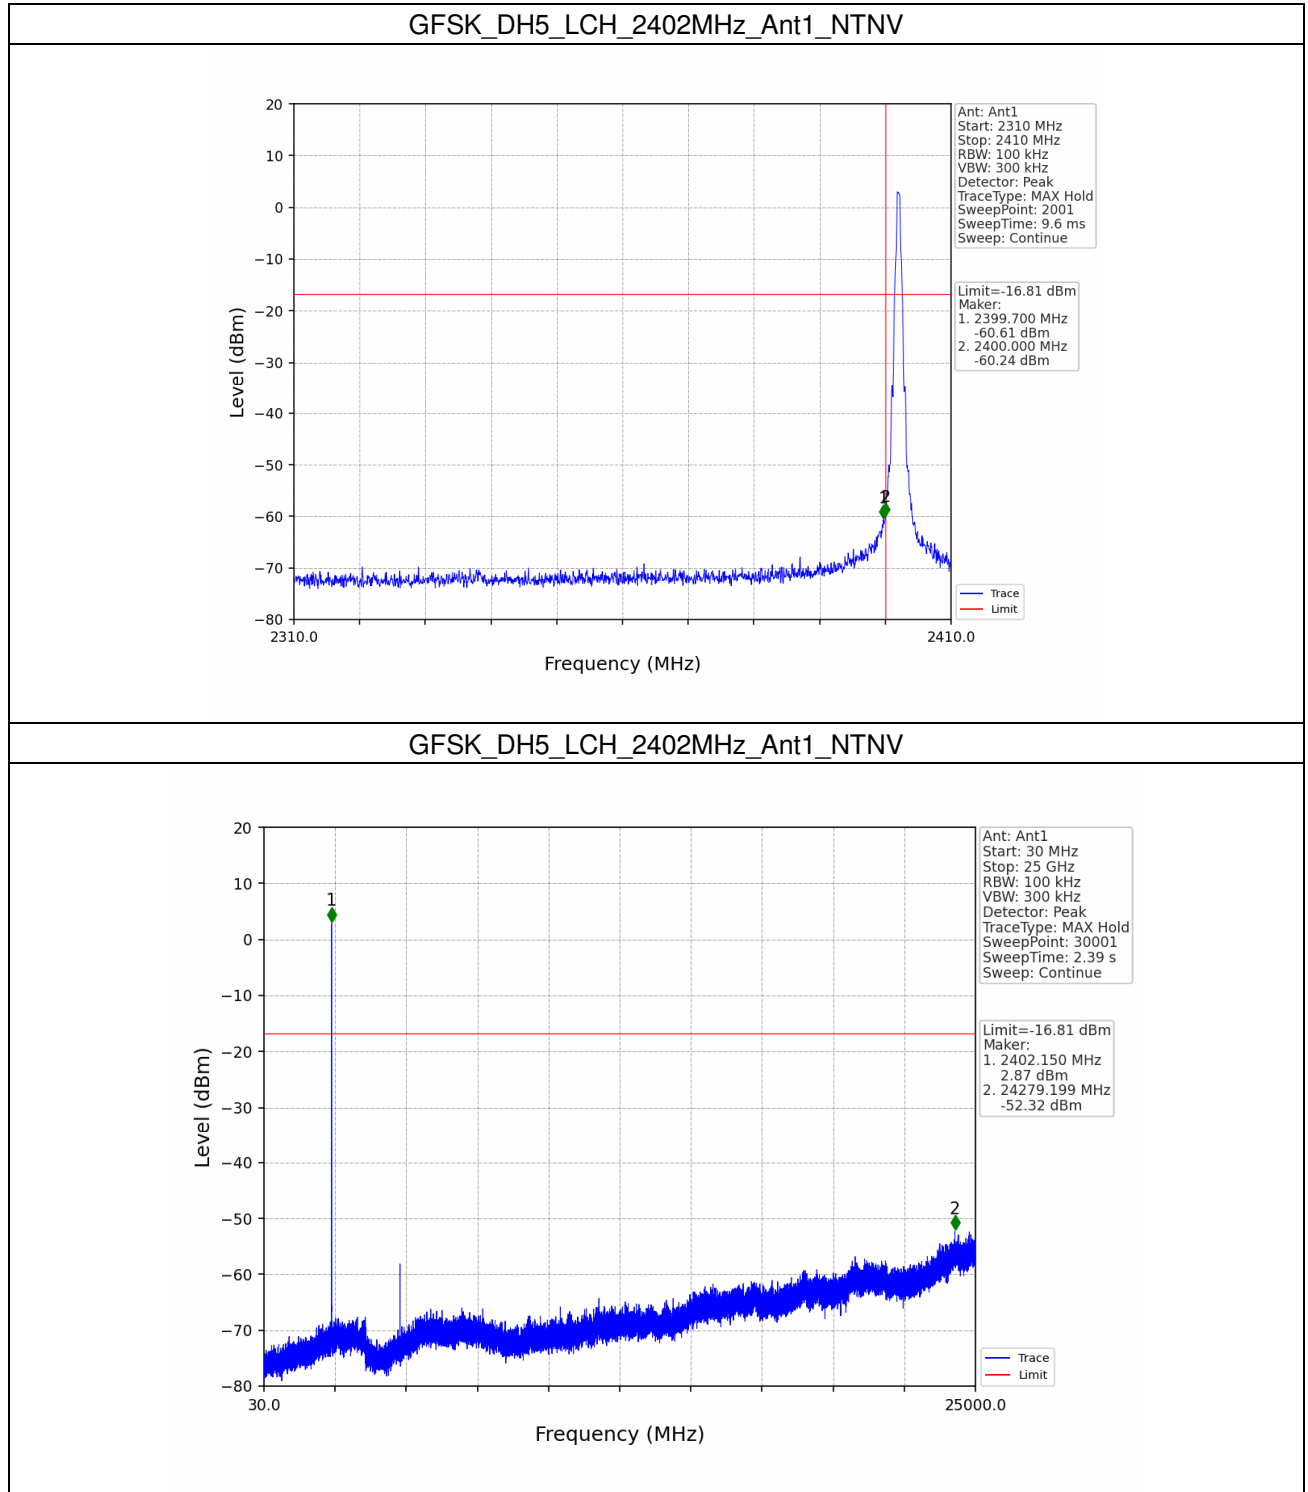 GFSK_DH5_LCH_2402MHz_Ant1_NTNV
20
10
0
−10
−20
−30
−40
−50
−60
−70
−80
Level (dBm)
2310.0
2410.0
Frequency (MHz)
1
2
Ant: Ant1
Start: 2310 MHz
Stop: 2410 MHz
RBW: 100 kHz
VBW: 300 kHz
Detector: Peak
TraceType: MAX Hold
SweepPoint: 2001
SweepTime: 9.6 ms
Sweep: Continue
Limit=-16.81 dBm
Maker:
1. 2399.700 MHz
-60.61 dBm
2. 2400.000 MHz
-60.24 dBm
Trace
Limit
GFSK_DH5_LCH_2402MHz_Ant1_NTNV
20
10
0
−10
−20
−30
−40
−50
−60
−70
−80
Level (dBm)
30.0
25000.0
Frequency (MHz)
1
2
Ant: Ant1
Start: 30 MHz
Stop: 25 GHz
RBW: 100 kHz
VBW: 300 kHz
Detector: Peak
TraceType: MAX Hold
SweepPoint: 30001
SweepTime: 2.39 s
Sweep: Continue
Limit=-16.81 dBm
Maker:
1. 2402.150 MHz
2.87 dBm
2. 24279.199 MHz
-52.32 dBm
Trace
Limit